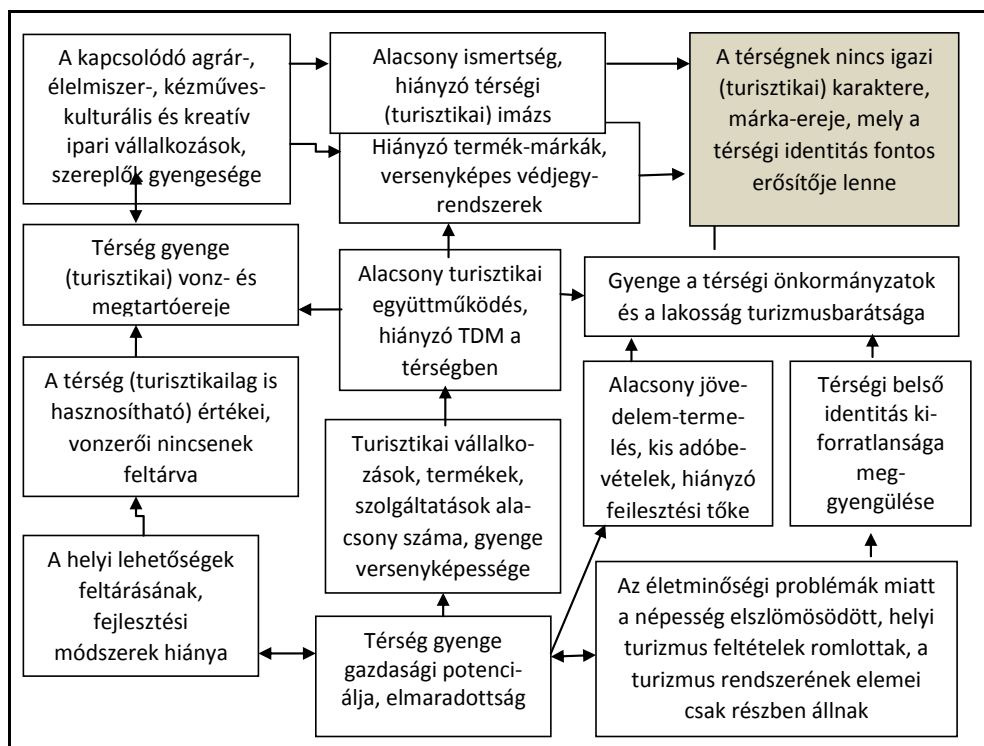 A kapcsolódó agrár-,
élelmiszer-, kézműves-
kulturális és kreatív
ipari vállalkozások,
szereplők gyengesége
Alacsony ismertség,
hiányzó térségi
(turisztikai) imázs
A térségnek nincs igazi
(turisztikai) karaktere,
márka-ereje, mely a
térségi identitás fontos
erősítője lenne
Hiányzó termék-márkák,
versenyképes védjegy-
rendszerek
Térség gyenge
(turisztikai) vonz- és
megtartóereje
Alacsony turisztikai
együttműködés,
hiányzó TDM a
térségben
Gyenge a térségi önkormányzatok
és a lakosság turizmusbarátsága
A térség (turisztikailag is
hasznosítható) értékei,
vonzerői nincsenek
feltárva
Turisztikai vállalko-
zások, termékek,
szolgáltatások ala-
csony száma, gyenge
versenyképessége
Alacsony jöve-
delem-terme-
lés, kis adóbe-
vételek, hiányzó
fejlesztési tőke
Térségi belső
identitás ki-
forratlansága
meg-
gyengülése
A helyi lehetőségek
feltárásának,
fejlesztési
módszerek hiánya
Térség gyenge
gazdasági potenci-
álja, elmaradottság
Az életminőségi problémák miatt
a népesség elszlömösödött, helyi
turizmus feltételek romlottak, a
turizmus rendszerének elemei
csak részben állnak